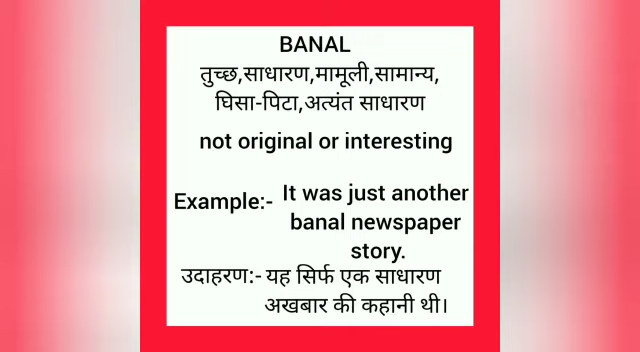 BANAL
तुच्छ,साधारण,मामूली,सामान्य,
घिसा-पिटा,अत्यंत साधारण
not original or interesting
Example:- It was just another
banal newspaper
story.
उदाहरण:- यह सिर्फ एक साधारण
अखबार की कहानी थी।